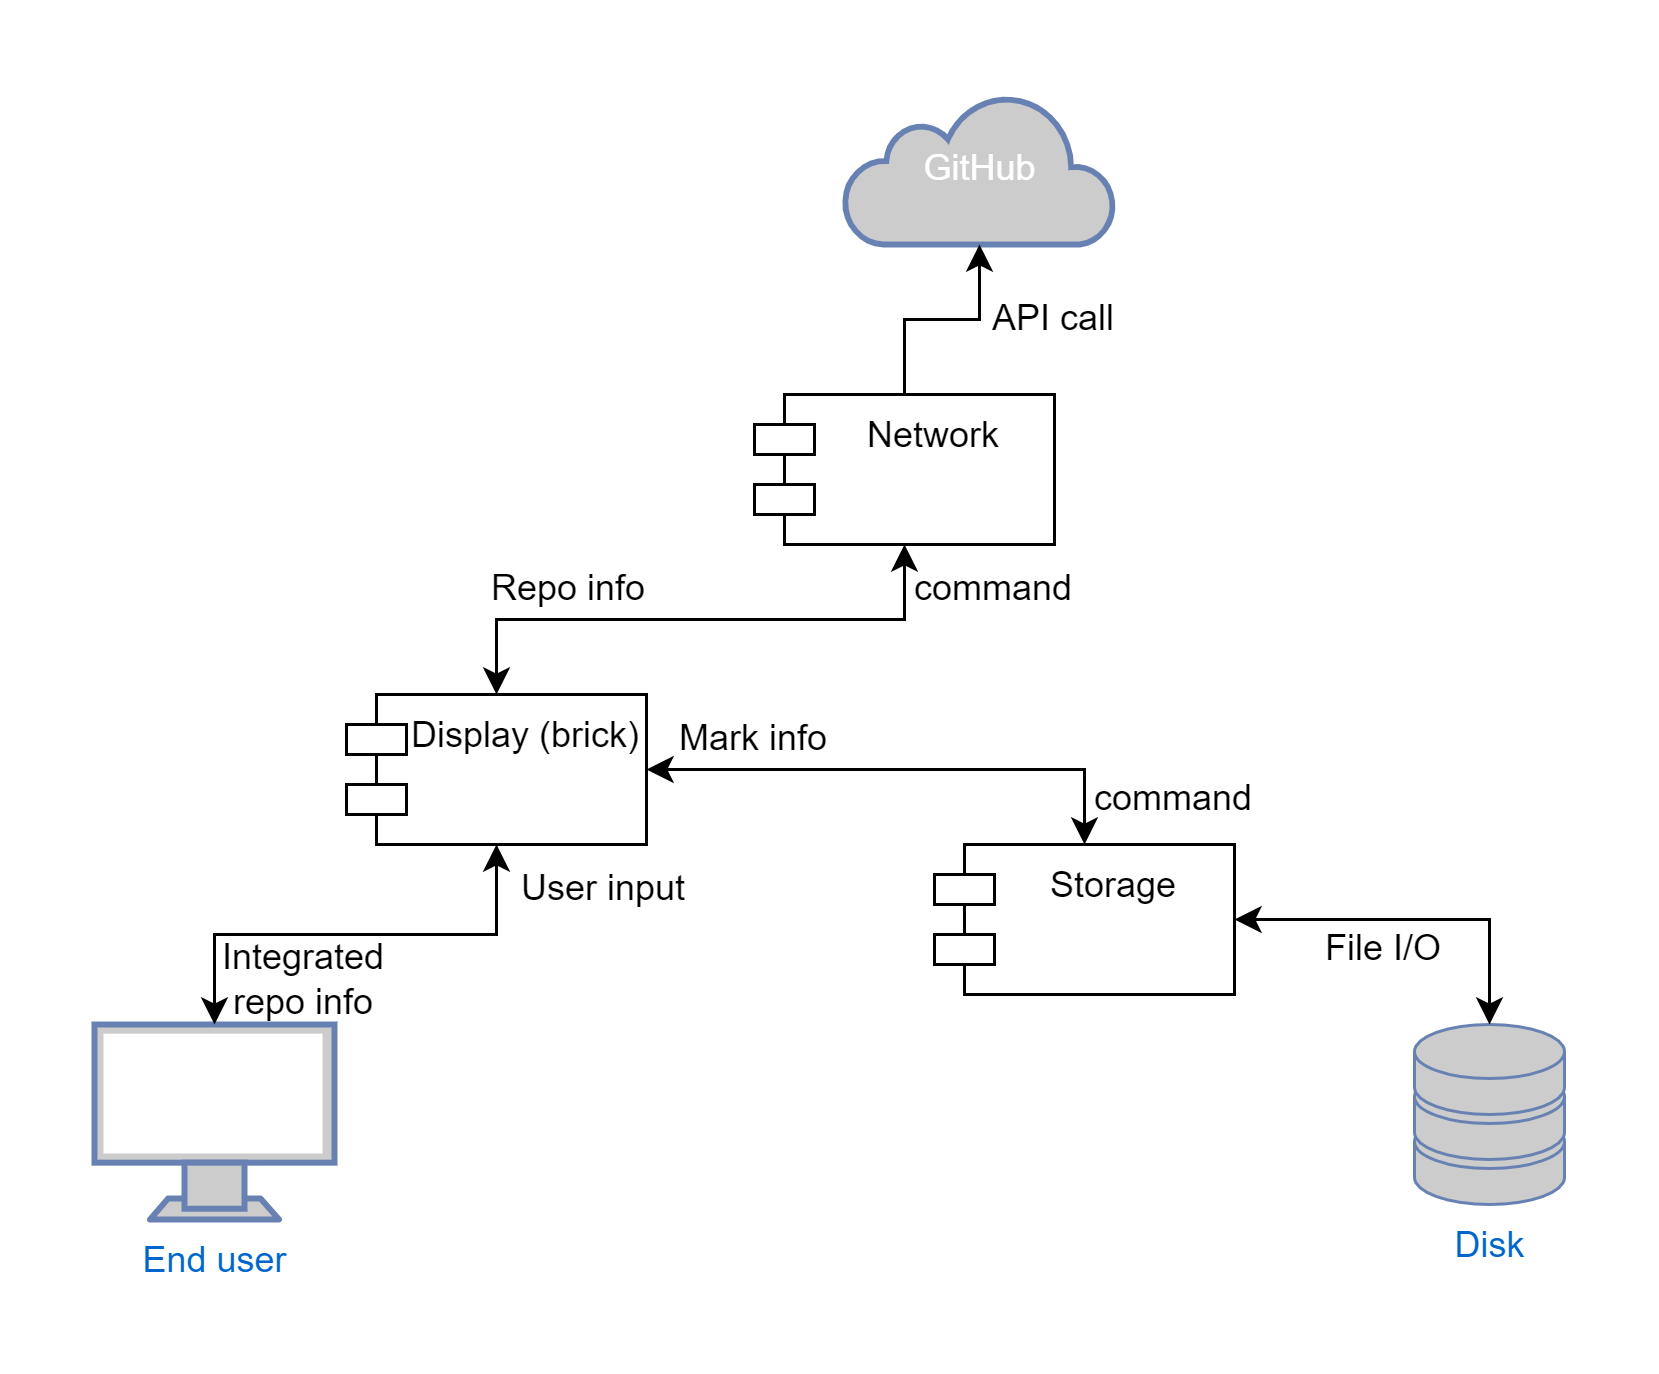 GitHub
API call
Network
Repo info
command
Display (brick)
Mark info
command
User input
Storage
Integrated
repo info
File I/O
End user
Disk